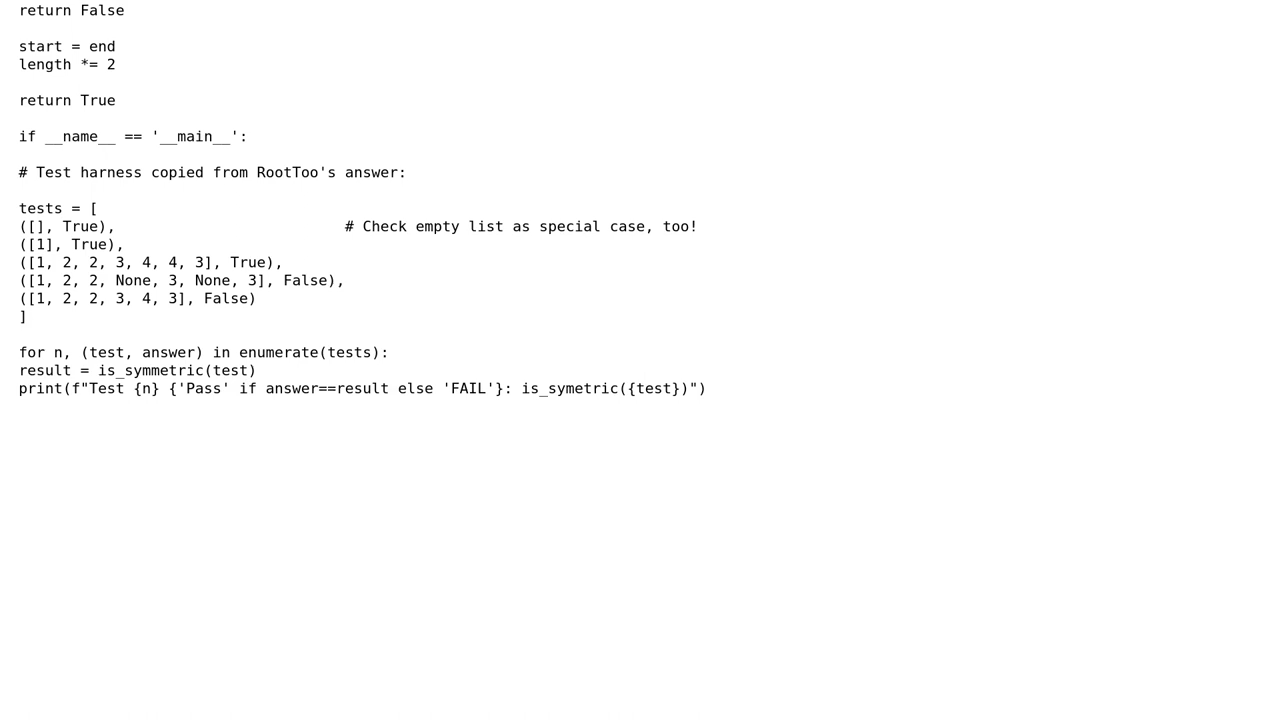 return False
start = end
length *= 2
return True
if __name__ == '__main__':
# Test harness copied from RootToo's answer:
tests = [
([], True),                          # Check empty list as special case, too!
([1], True),
([1, 2, 2, 3, 4, 4, 3], True),
([1, 2, 2, None, 3, None, 3], False),
([1, 2, 2, 3, 4, 3], False)
]
for n, (test, answer) in enumerate(tests):
result = is_symmetric(test)
print(f"Test {n} {'Pass' if answer==result else 'FAIL'}: is_symetric({test})")